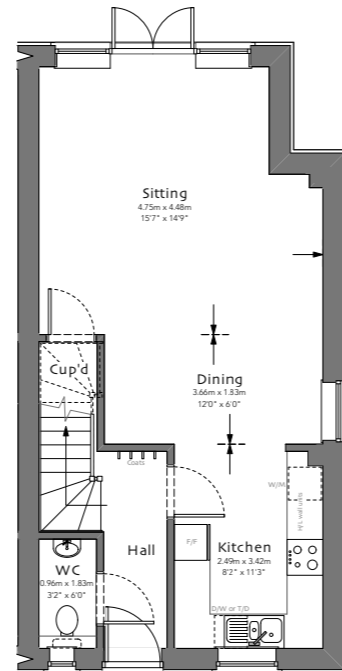 Sitting
4.75m x 4.48m
15'7" x 14'9"
Cup'd
Dining
3.66m x 1.83m
12'0" x 6'0"
Coats
W/M
H/L wall units
Hall
F/F
Kitchen
2.49m x 3.42m
8'2" x 11'3"
WC
0.96m x 1.83m
3'2" x 6'0"
D/W or T/D